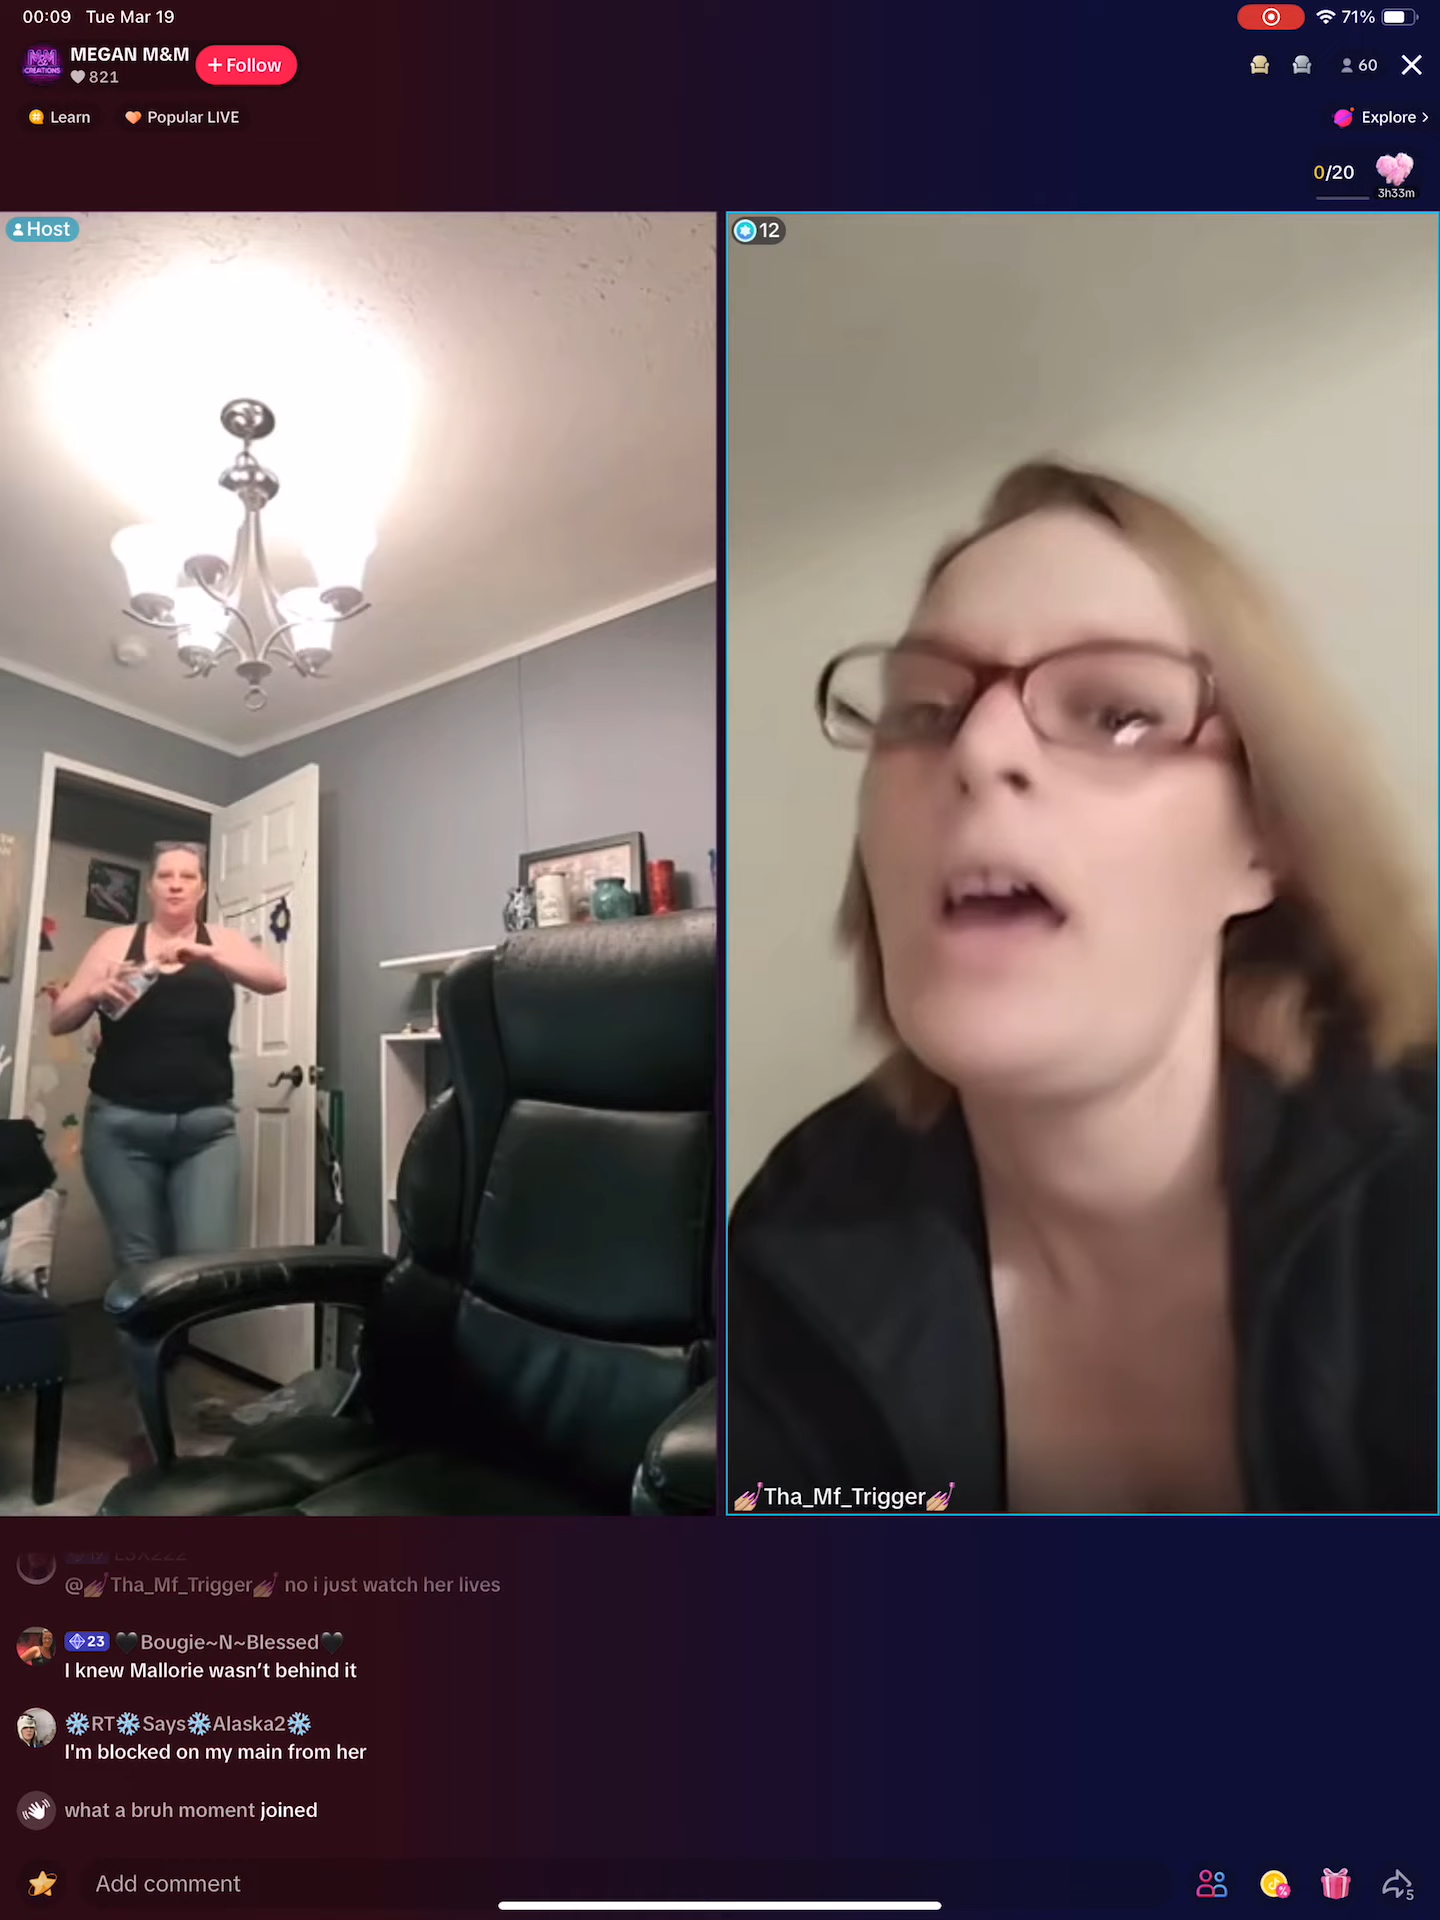 00:09 Tue Mar 19
71%
MEGAN M&M
821
+ Follow
60
Learn
Popular LIVE
Explore >
0/20
3h33m
Host
12
💅Tha_Mf_Trigger💅
@💅Tha_Mf_Trigger💅 no i just watch her lives
23 🖤Bougie~N~Blessed🖤
I knew Mallorie wasn't behind it
❄️RT❄️Says❄️Alaska2❄️
I'm blocked on my main from her
what a bruh moment joined
Add comment
5